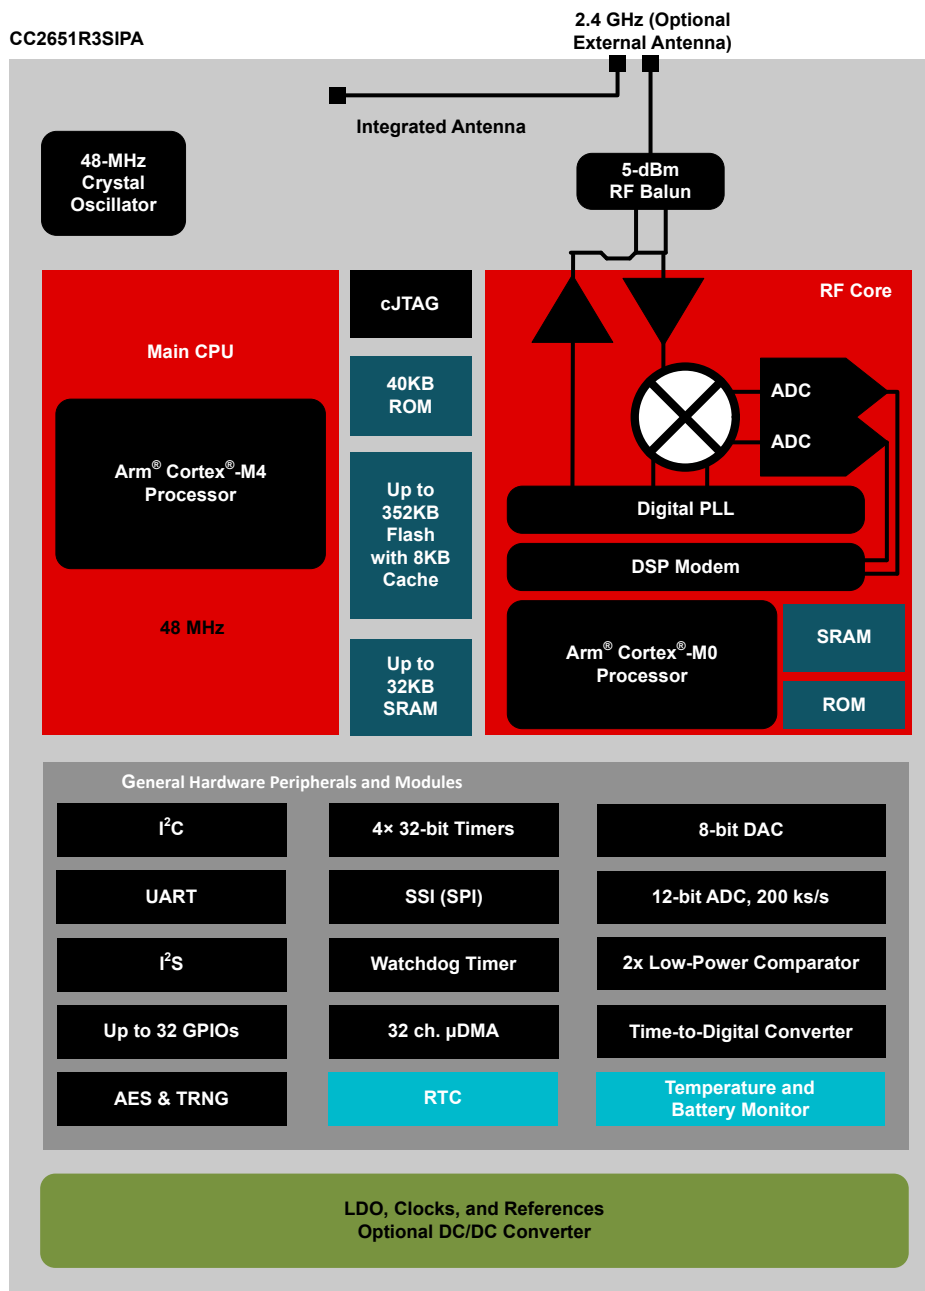 CC2651R3SIPA
2.4 GHz (Optional
External Antenna)
Integrated Antenna
48-MHz
Crystal
Oscillator
5-dBm
RF Balun
Main CPU
Arm® Cortex®-M4
Processor
48 MHz
cJTAG
40KB
ROM
Up to
352KB
Flash
with 8KB
Cache
Up to
32KB
SRAM
RF Core
ADC
ADC
Digital PLL
DSP Modem
Arm® Cortex®-M0
Processor
SRAM
ROM
General Hardware Peripherals and Modules
I²C
4× 32-bit Timers
8-bit DAC
UART
SSI (SPI)
12-bit ADC, 200 ks/s
I²S
Watchdog Timer
2x Low-Power Comparator
Up to 32 GPIOs
32 ch. µDMA
Time-to-Digital Converter
AES & TRNG
RTC
Temperature and
Battery Monitor
LDO, Clocks, and References
Optional DC/DC Converter